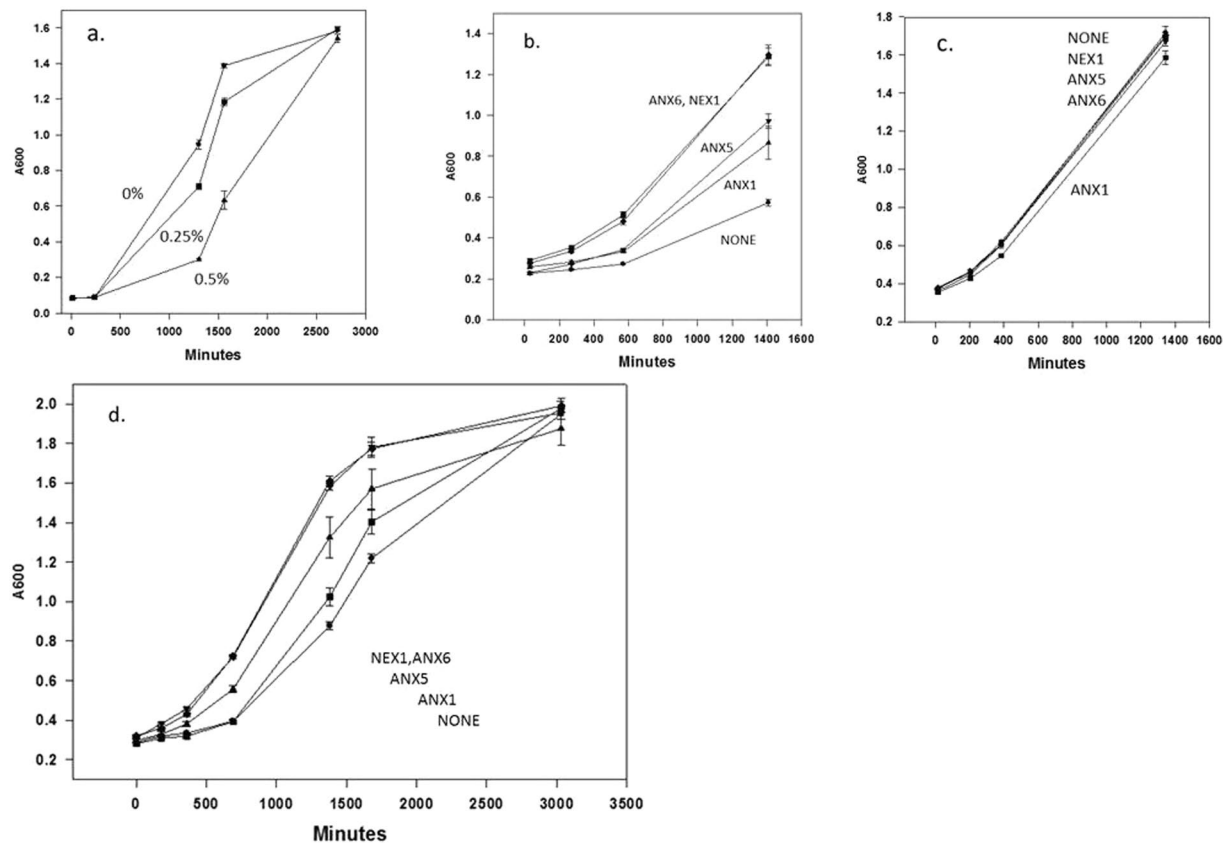 a.
1.6
1.4
1.2
1.0
0.8
0.6
0.4
0.2
0.0
A600
0%
0.25%
0.5%
0 500 1000 1500 2000 2500 3000
Minutes
b.
1.4
1.2
1.0
0.8
0.6
0.4
0.2
0.0
A600
ANX6, NEX1
ANX5
ANX1
NONE
0 200 400 600 800 1000 1200 1400 1600
Minutes
c.
1.8
1.6
1.4
1.2
1.0
0.8
0.6
0.4
0.2
A600
NONE
NEX1
ANX5
ANX6
ANX1
0 200 400 600 800 1000 1200 1400 1600
Minutes
d.
2.0
1.8
1.6
1.4
1.2
1.0
0.8
0.6
0.4
0.2
A600
NEX1,ANX6
ANX5
ANX1
NONE
0 500 1000 1500 2000 2500 3000 3500
Minutes